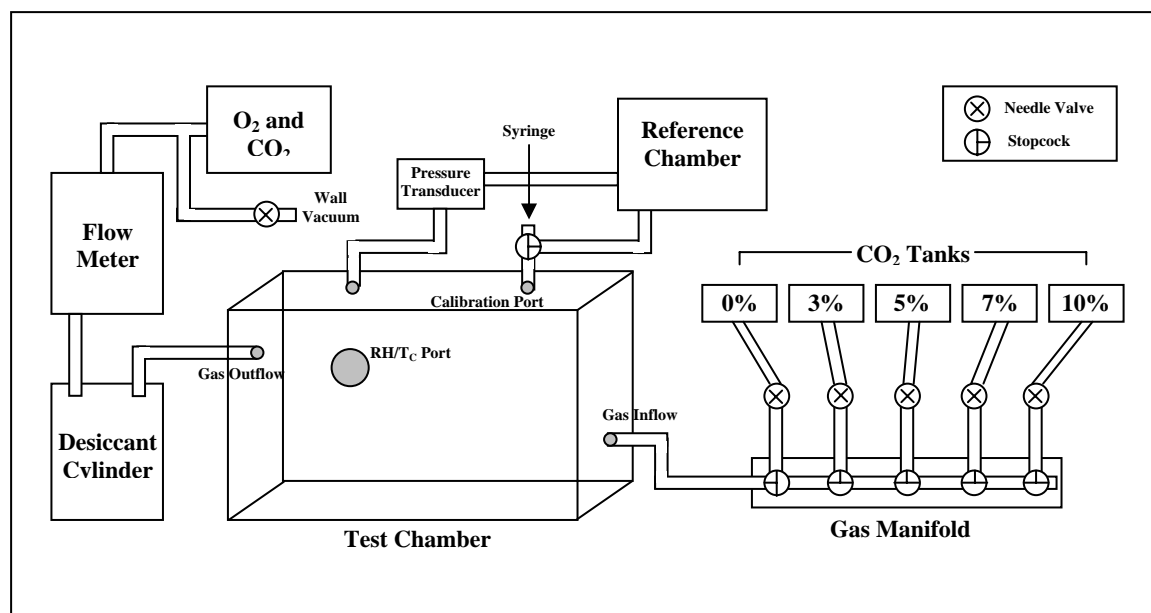 O₂ and
CO₂
Flow
Meter
Wall
Vacuum
Desiccant
Cylinder
Gas Outflow
RH/T_C Port
Pressure
Transducer
Syringe
Calibration Port
Reference
Chamber
Test Chamber
Gas Inflow
Needle Valve
Stopcock
CO₂ Tanks
0%
3%
5%
7%
10%
Gas Manifold